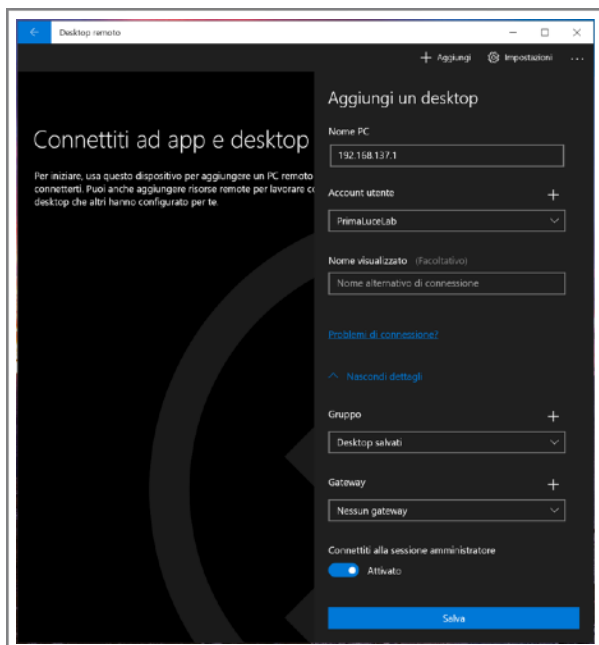 Desktop remoto
Aggiungi
Impostazioni
Connettiti ad app e desktop
Per iniziare, usa questo dispositivo per aggiungere un PC remoto
connetterti. Puoi anche aggiungere risorse remote per lavorare co
desktop che altri hanno configurato per te.
Aggiungi un desktop
Nome PC
192.168.137.1
Account utente
PrimaLuceLab
Nome visualizzato (Facoltativo)
Nome alternativo di connessione
Problemi di connessione?
Nascondi dettagli
Gruppo
Desktop salvati
Gateway
Nessun gateway
Connettiti alla sessione amministratore
Attivato
Salva